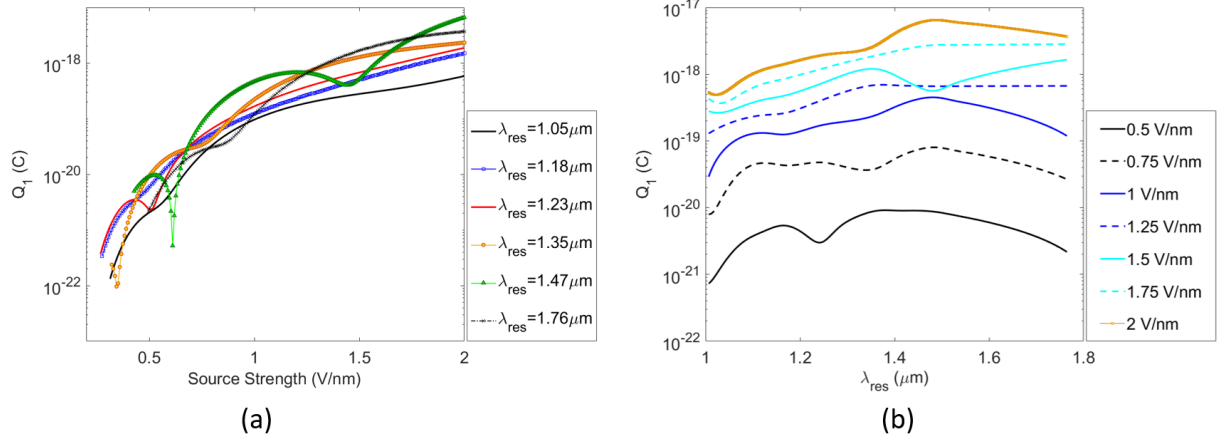 Q₁ (C)
10⁻¹⁸
10⁻²⁰
10⁻²²
0.5
1
1.5
2
Source Strength (V/nm)
λres=1.05μm
λres=1.18μm
λres=1.23μm
λres=1.35μm
λres=1.47μm
λres=1.76μm
(a)
Q₁ (C)
10⁻¹⁷
10⁻¹⁸
10⁻¹⁹
10⁻²⁰
10⁻²¹
10⁻²²
1
1.2
1.4
1.6
1.8
λres (μm)
0.5 V/nm
0.75 V/nm
1 V/nm
1.25 V/nm
1.5 V/nm
1.75 V/nm
2 V/nm
(b)